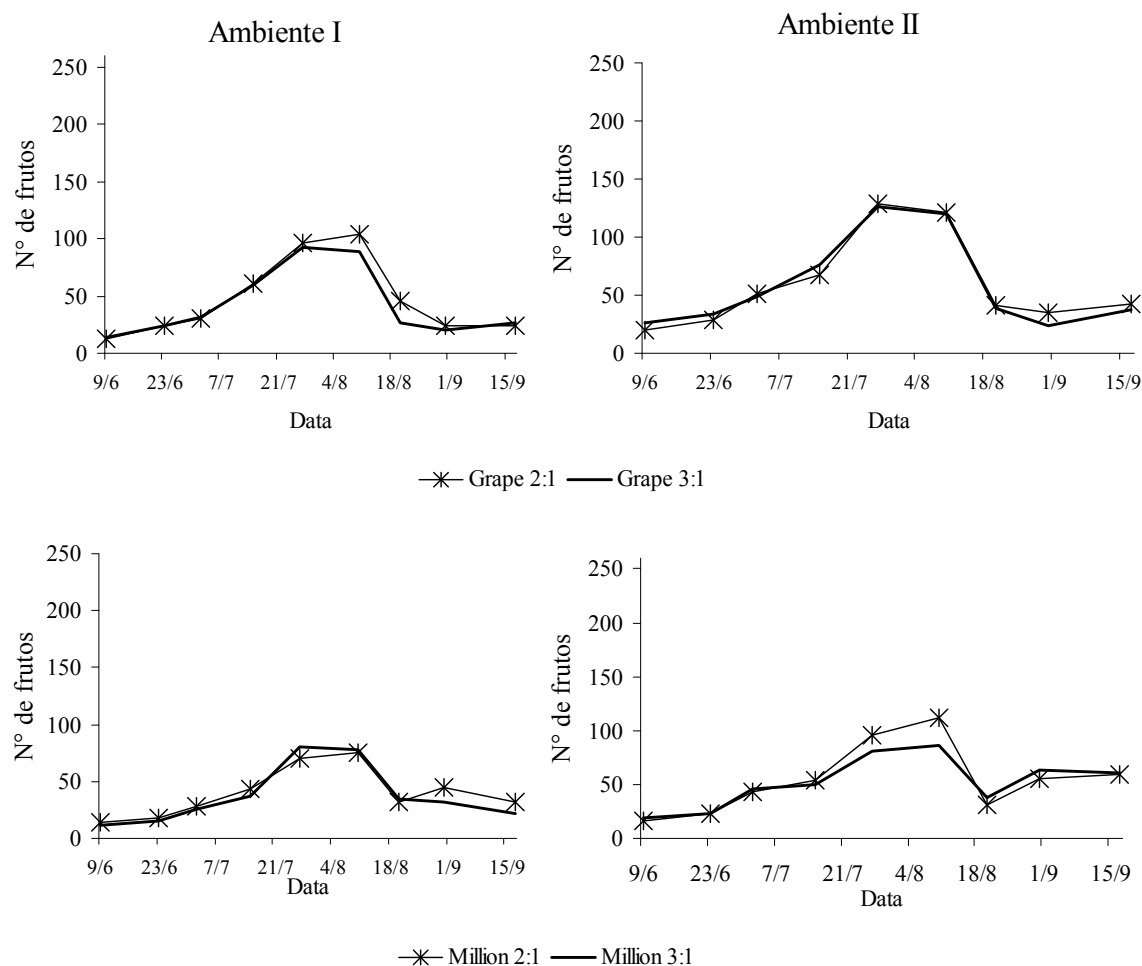 Ambiente I
Ambiente II
N° de frutos
250
200
150
100
50
0
9/6 23/6 7/7 21/7 4/8 18/8 1/9 15/9
Data
N° de frutos
250
200
150
100
50
0
9/6 23/6 7/7 21/7 4/8 18/8 1/9 15/9
Data
Grape 2:1 Grape 3:1
N° de frutos
250
200
150
100
50
0
9/6 23/6 7/7 21/7 4/8 18/8 1/9 15/9
Data
N° de frutos
250
200
150
100
50
0
9/6 23/6 7/7 21/7 4/8 18/8 1/9 15/9
Data
Million 2:1 Million 3:1